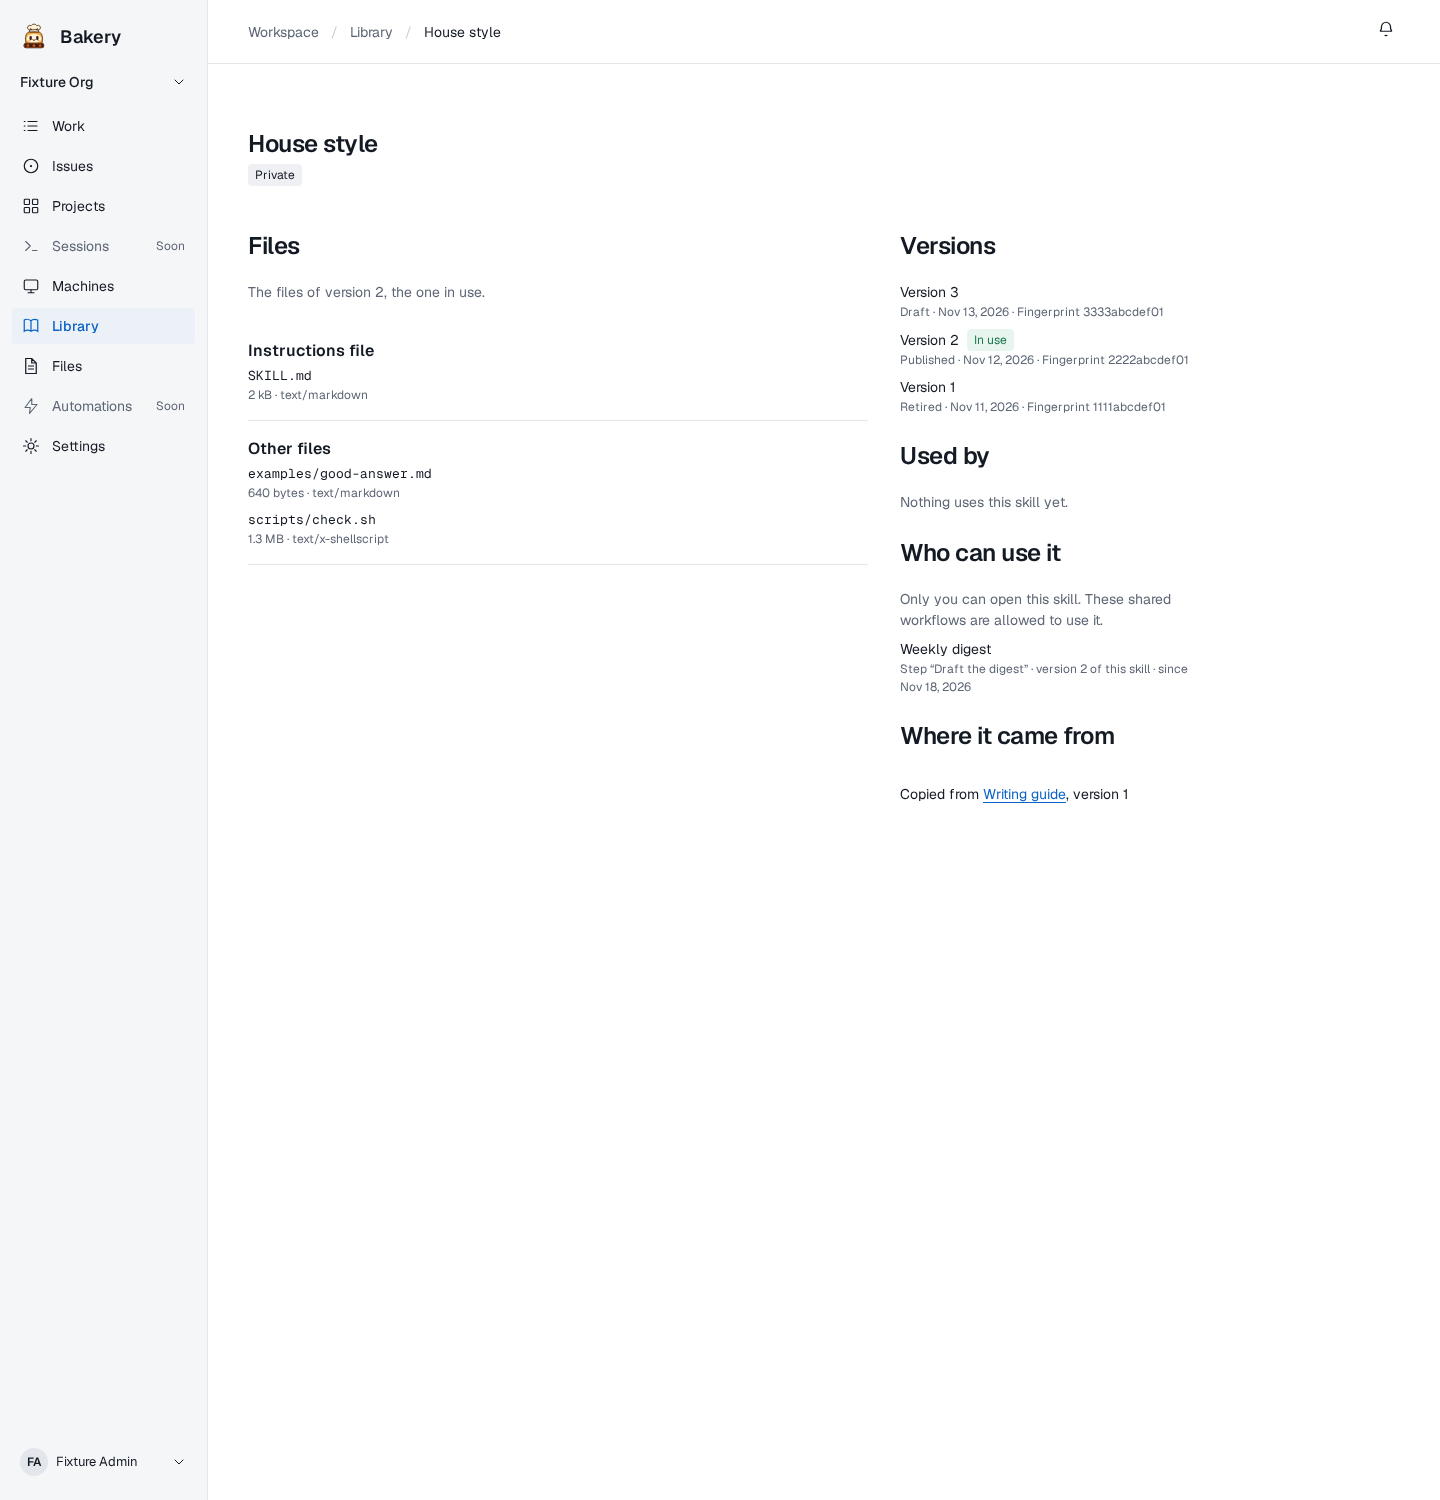 Bakery
Fixture Org
Work
Issues
Projects
Sessions Soon
Machines
Library
Files
Automations Soon
Settings
FA Fixture Admin
Workspace / Library / House style
House style
Private
Files
The files of version 2, the one in use.
Instructions file
SKILL.md
2 kB · text/markdown
Other files
examples/good-answer.md
640 bytes · text/markdown
scripts/check.sh
1.3 MB · text/x-shellscript
Versions
Version 3
Draft · Nov 13, 2026 · Fingerprint 3333abcdef01
Version 2 In use
Published · Nov 12, 2026 · Fingerprint 2222abcdef01
Version 1
Retired · Nov 11, 2026 · Fingerprint 1111abcdef01
Used by
Nothing uses this skill yet.
Who can use it
Only you can open this skill. These shared
workflows are allowed to use it.
Weekly digest
Step “Draft the digest” · version 2 of this skill · since
Nov 18, 2026
Where it came from
Copied from Writing guide, version 1